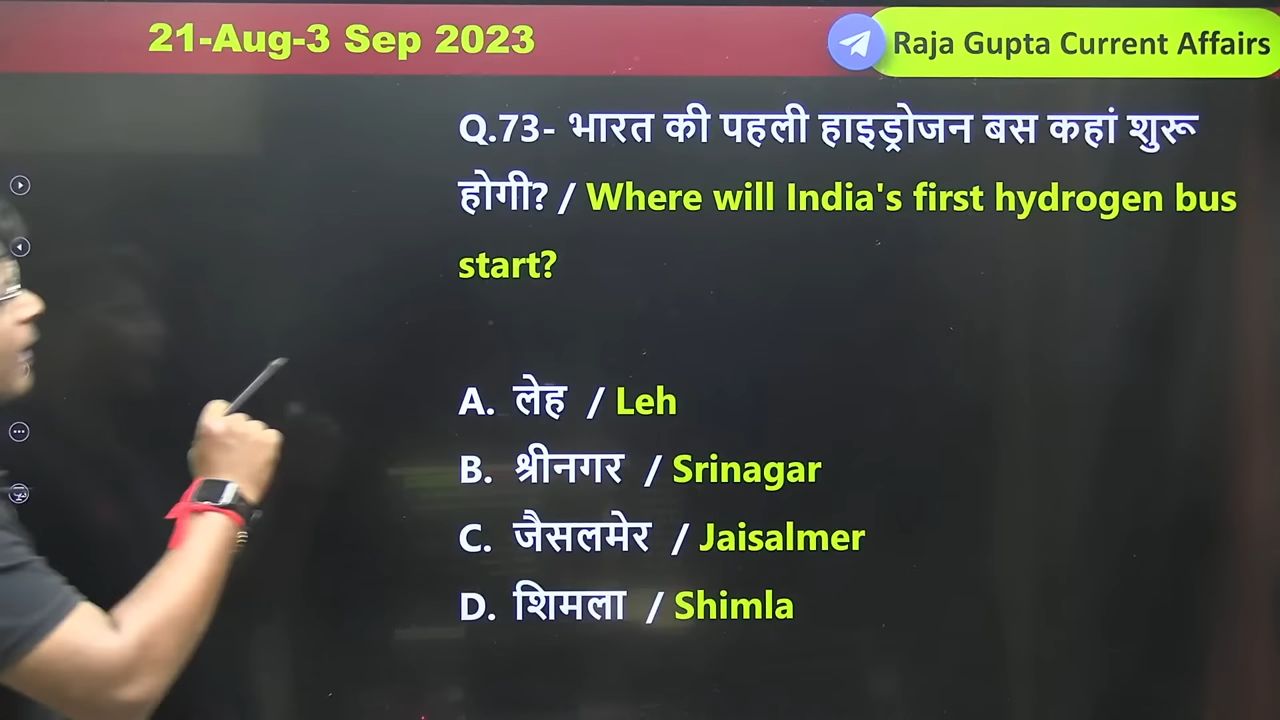 21-Aug-3 Sep 2023
Raja Gupta Current Affairs
Q.73- भारत की पहली हाइड्रोजन बस कहां शुरू
होगी? / Where will India's first hydrogen bus
start?
A. लेह / Leh
B. श्रीनगर / Srinagar
C. जैसलमेर / Jaisalmer
D. शिमला / Shimla